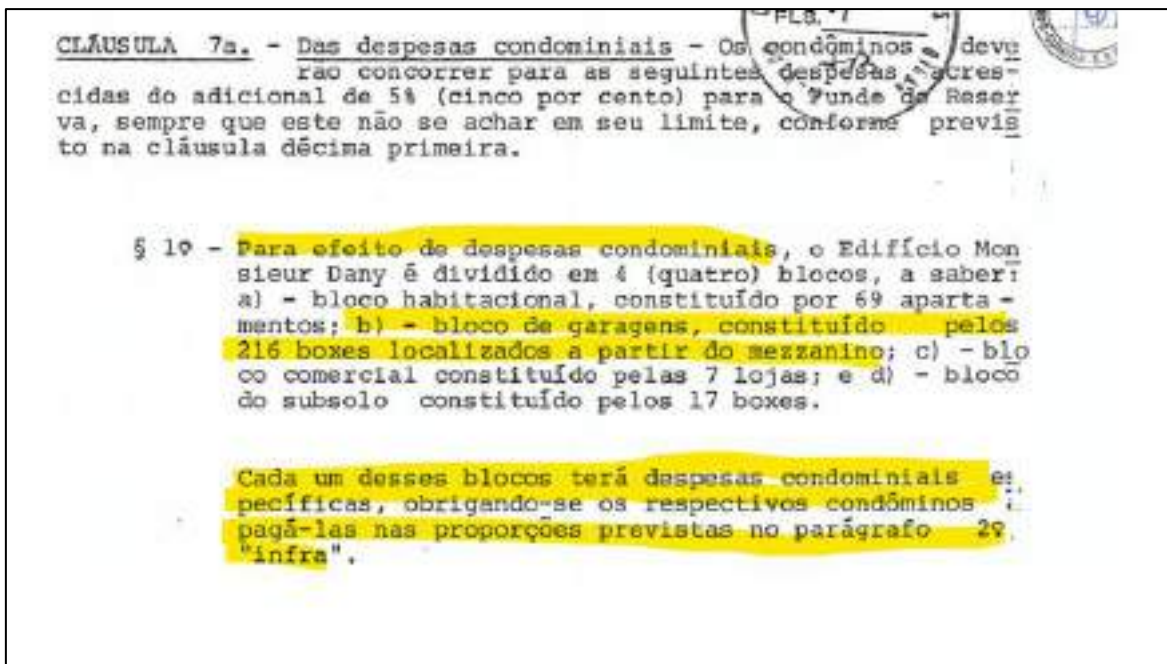 FLS. 7
CLÁUSULA 7a. - Das despesas condominiais - Os condôminos deve
rão concorrer para as seguintes despesas acres-
cidas do adicional de 5% (cinco por cento) para o Fundo de Reser
va, sempre que este não se achar em seu limite, conforme previs
to na cláusula décima primeira.
§ 1º - Para efeito de despesas condominiais, o Edifício Mon
sieur Dany é dividido em 4 (quatro) blocos, a saber:
a) - bloco habitacional, constituído por 69 aparta-
mentos; b) - bloco de garagens, constituído pelos
216 boxes localizados a partir do mezzanino; c) - blo
co comercial constituído pelas 7 lojas; e d) - bloco
do subsolo constituído pelos 17 boxes.
Cada um desses blocos terá despesas condominiais es
pecíficas, obrigando-se os respectivos condôminos
pagá-las nas proporções previstas no parágrafo 2º
"infra".